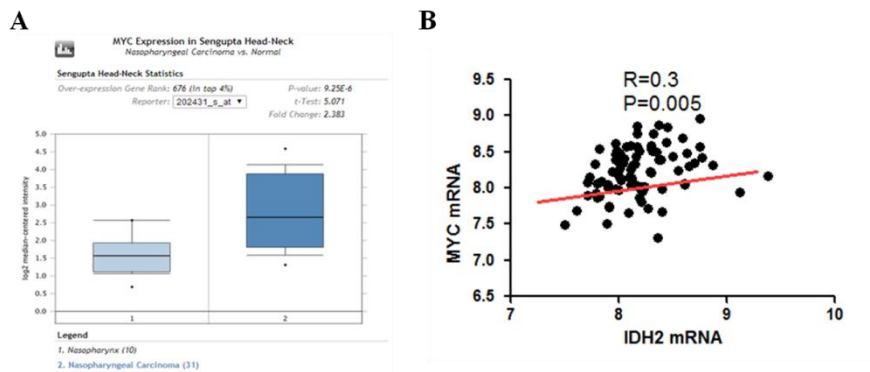 A
MYC Expression in Sengupta Head-Neck
Nasopharyngeal Carcinoma vs. Normal
Sengupta Head-Neck Statistics
Over-expression Gene Rank: 676 (in top 4%)
P-value: 9.25E-6
Reporter: 202431_s_at
t-Test: 5.071
Fold Change: 2.383
5.0
4.5
4.0
3.5
3.0
2.5
2.0
1.5
1.0
0.5
0.0
log2 median-centered intensity
1
2
Legend
1. Nasopharynx (10)
2. Nasopharyngeal Carcinoma (31)
B
R=0.3
P=0.005
9.5
9.0
8.5
8.0
7.5
7.0
6.5
MYC mRNA
7
8
9
10
IDH2 mRNA